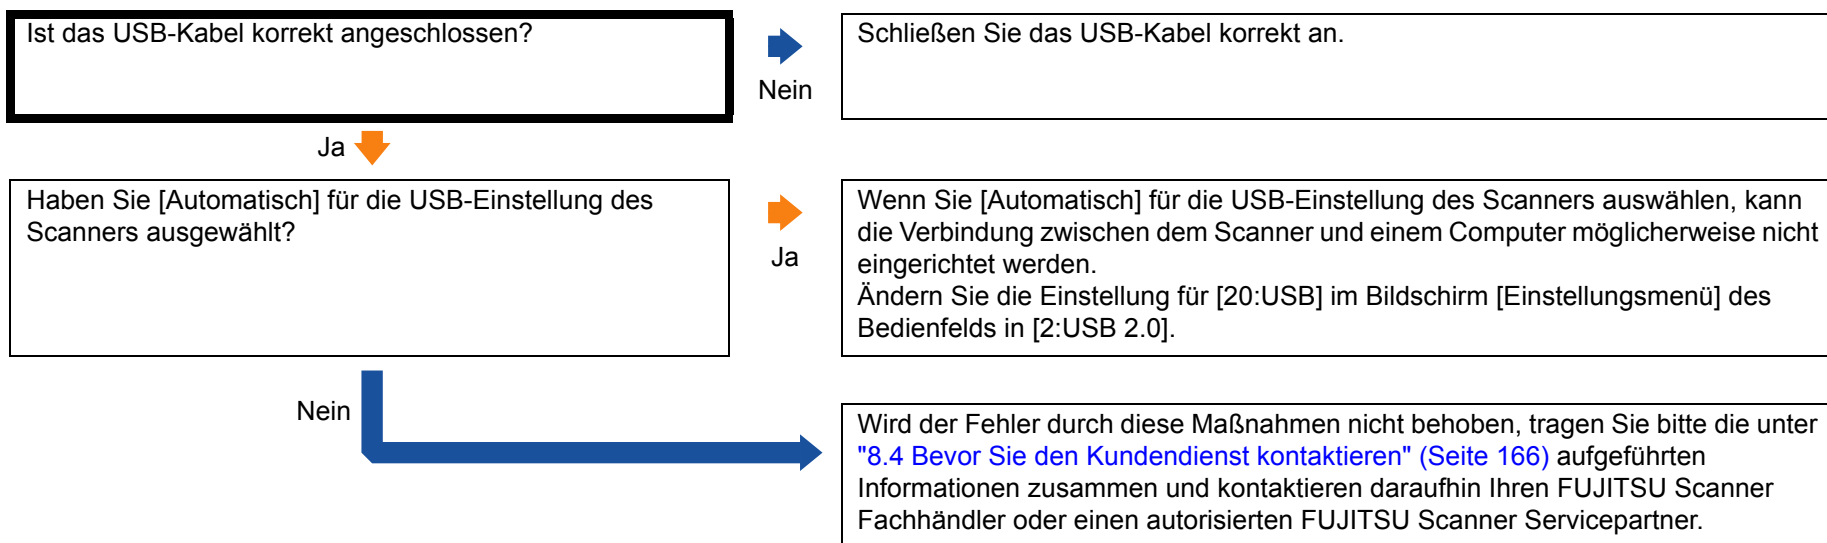 Ist das USB-Kabel korrekt angeschlossen?
Nein
Schließen Sie das USB-Kabel korrekt an.
Ja
Haben Sie [Automatisch] für die USB-Einstellung des
Scanners ausgewählt?
Ja
Wenn Sie [Automatisch] für die USB-Einstellung des Scanners auswählen, kann
die Verbindung zwischen dem Scanner und einem Computer möglicherweise nicht
eingerichtet werden.
Ändern Sie die Einstellung für [20:USB] im Bildschirm [Einstellungsmenü] des
Bedienfelds in [2:USB 2.0].
Nein
Wird der Fehler durch diese Maßnahmen nicht behoben, tragen Sie bitte die unter
"8.4 Bevor Sie den Kundendienst kontaktieren" (Seite 166) aufgeführten
Informationen zusammen und kontaktieren daraufhin Ihren FUJITSU Scanner
Fachhändler oder einen autorisierten FUJITSU Scanner Servicepartner.